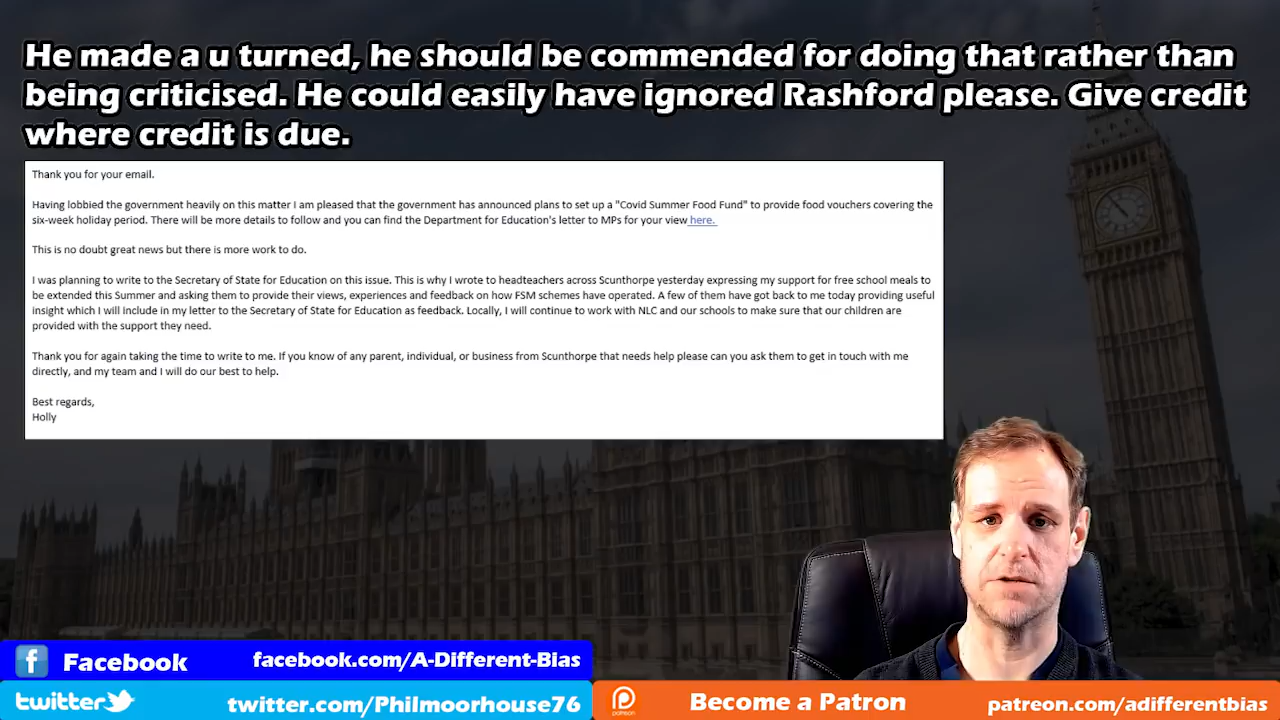 He made a u turned, he should be commended for doing that rather than
being criticised. He could easily have ignored Rashford please. Give credit
where credit is due.
Thank you for your email.
Having lobbied the government heavily on this matter I am pleased that the government has announced plans to set up a "Covid Summer Food Fund" to provide food vouchers covering the
six-week holiday period. There will be more details to follow and you can find the Department for Education's letter to MPs for your view here.
This is no doubt great news but there is more work to do.
I was planning to write to the Secretary of State for Education on this issue. This is why I wrote to headteachers across Scunthorpe yesterday expressing my support for free school meals to
be extended this Summer and asking them to provide their views, experiences and feedback on how FSM schemes have operated. A few of them have got back to me today providing useful
insight which I will include in my letter to the Secretary of State for Education as feedback. Locally, I will continue to work with NLC and our schools to make sure that our children are
provided with the support they need.
Thank you for again taking the time to write to me. If you know of any parent, individual, or business from Scunthorpe that needs help please can you ask them to get in touch with me
directly, and my team and I will do our best to help.
Best regards,
Holly
f Facebook facebook.com/A-Different-Bias
twitter twitter.com/Philmoorhouse76 Become a Patron patreon.com/adifferentbias